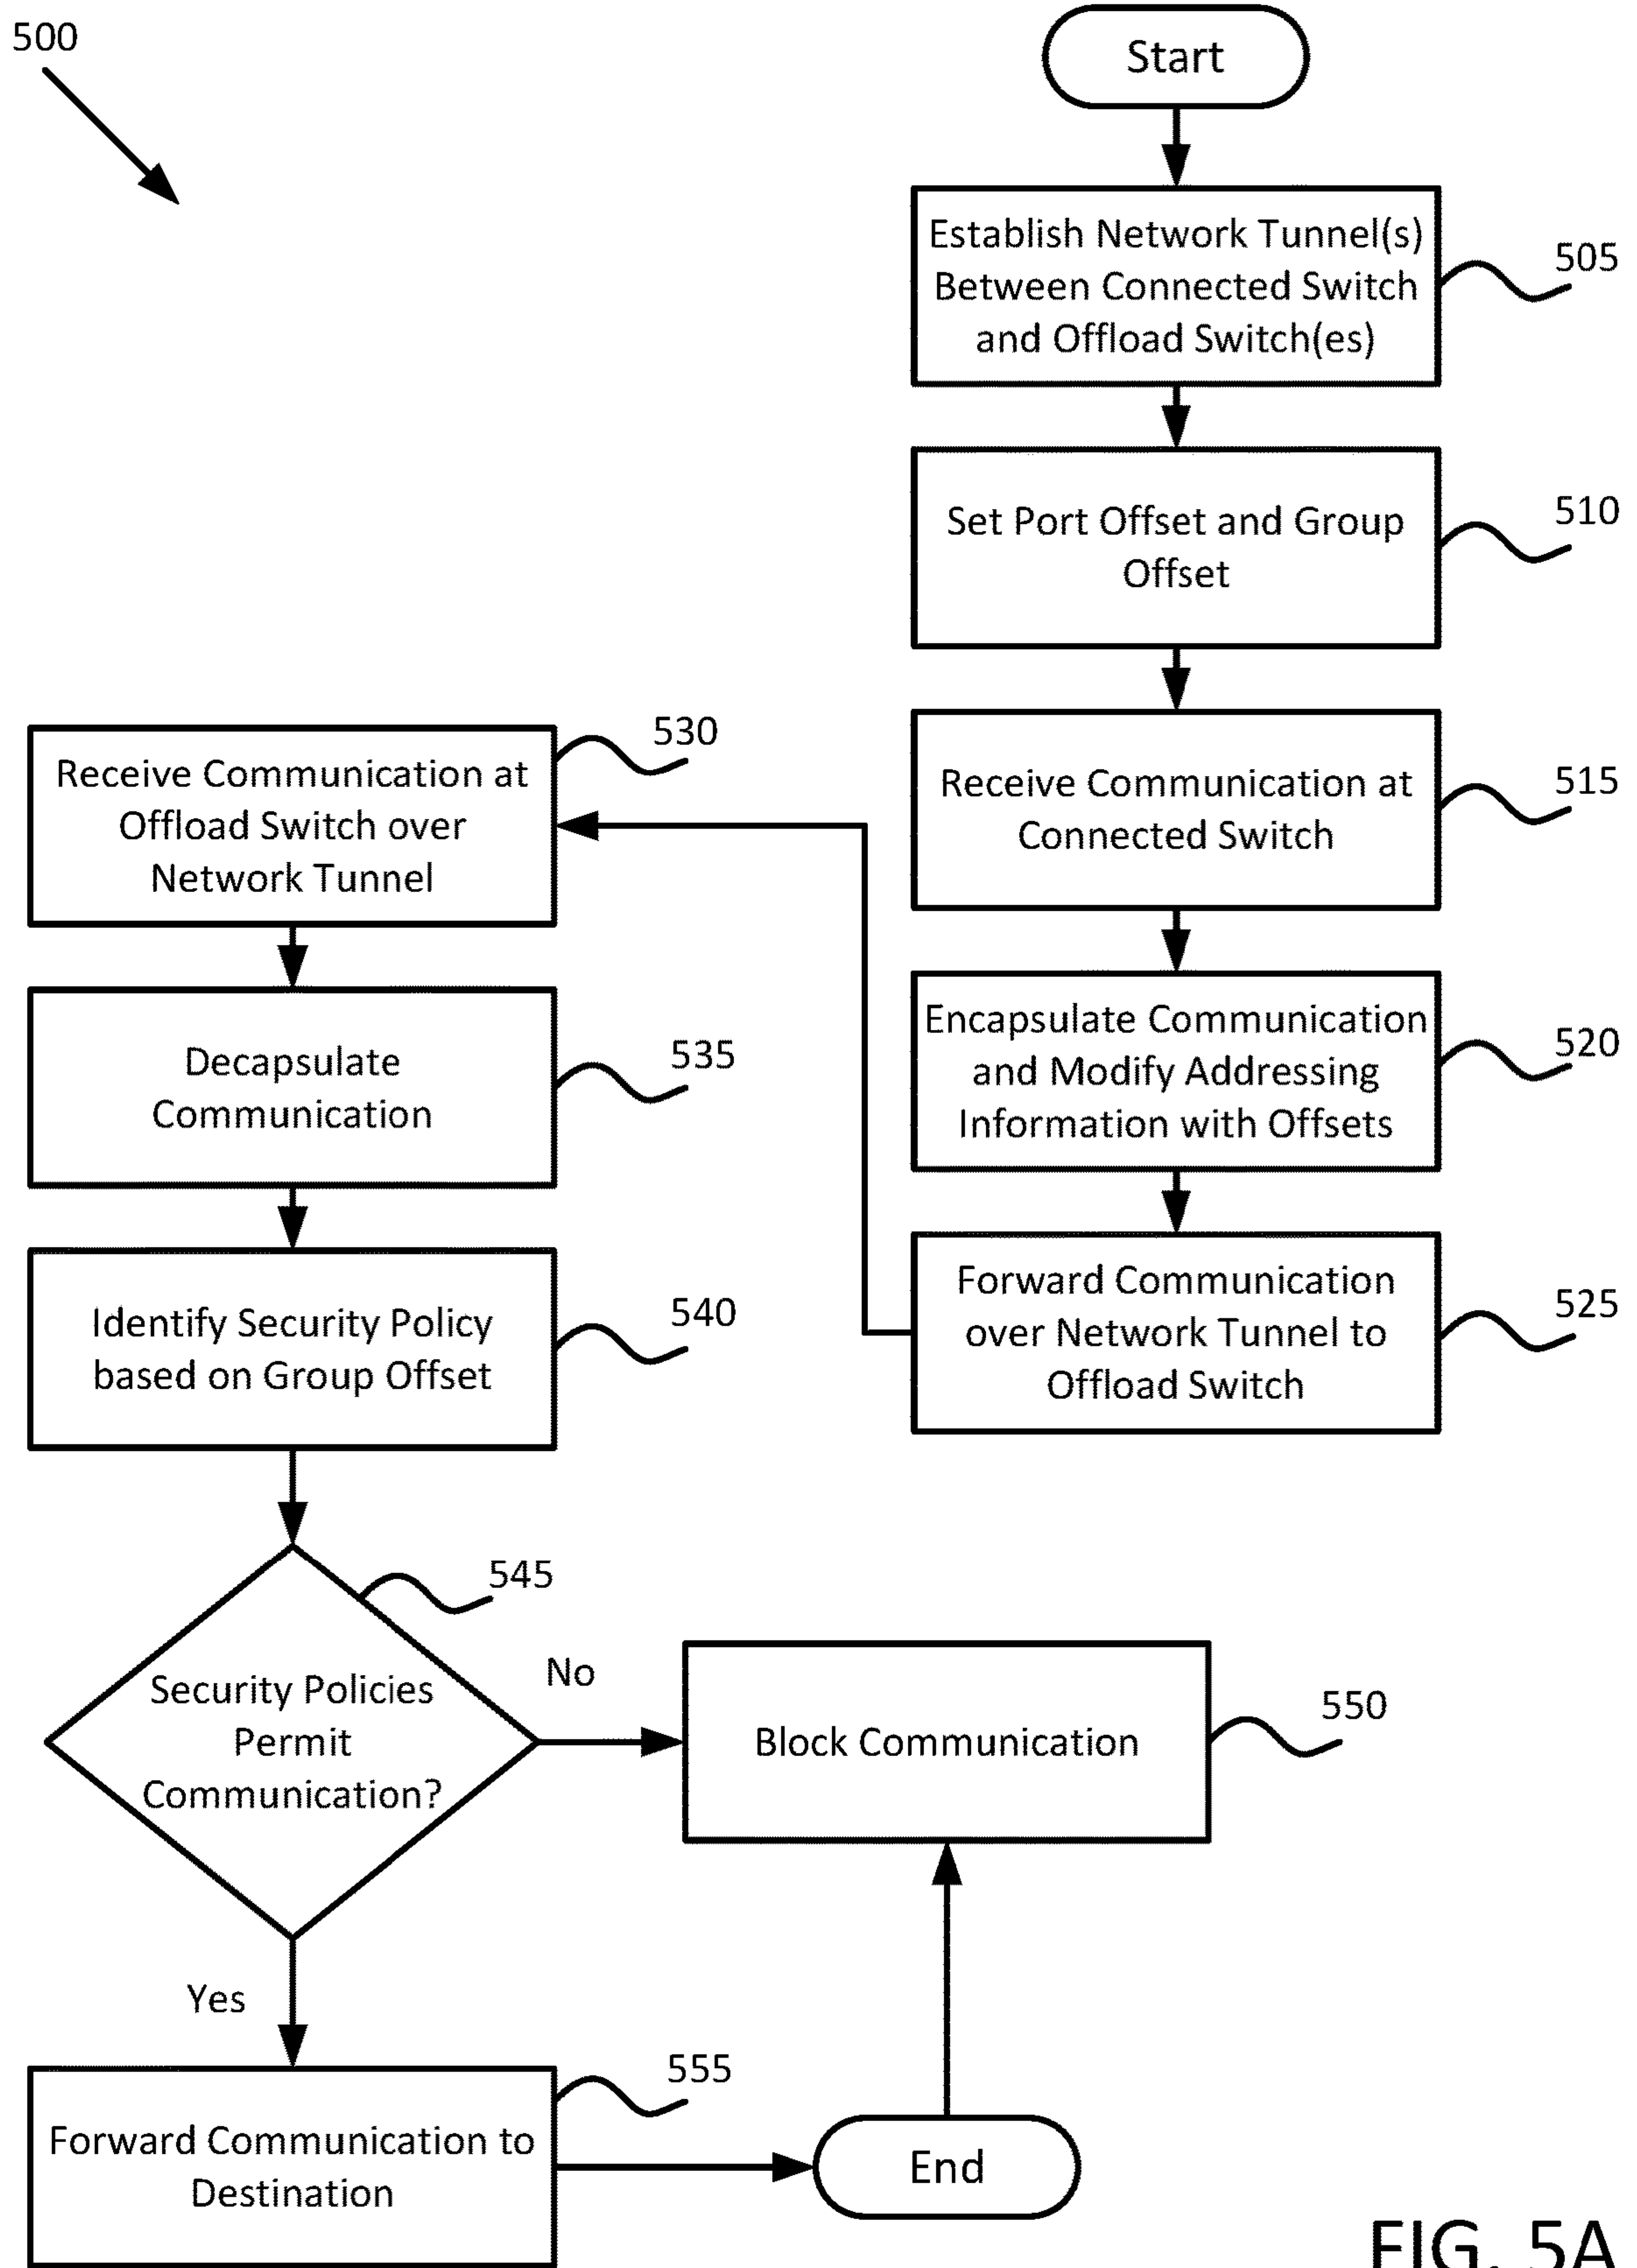 500
Start
Establish Network Tunnel(s)
Between Connected Switch
and Offload Switch(es)
505
Set Port Offset and Group
Offset
510
Receive Communication at
Connected Switch
515
Encapsulate Communication
and Modify Addressing
Information with Offsets
520
Forward Communication
over Network Tunnel to
Offload Switch
525
Receive Communication at
Offload Switch over
Network Tunnel
530
Decapsulate
Communication
535
Identify Security Policy
based on Group Offset
540
Security Policies
Permit
Communication?
545
No
Block Communication
550
Yes
Forward Communication to
Destination
555
End
FIG. 5A